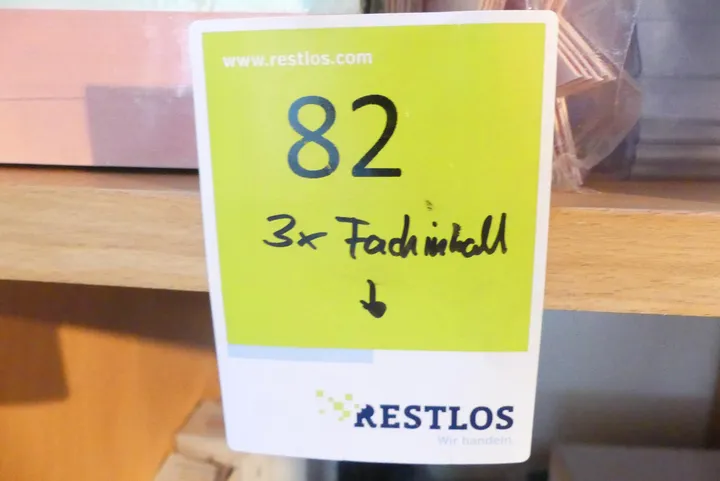 www.restlos.com
82
3x Fachinhalt
RESTLOS
Wir handeln.